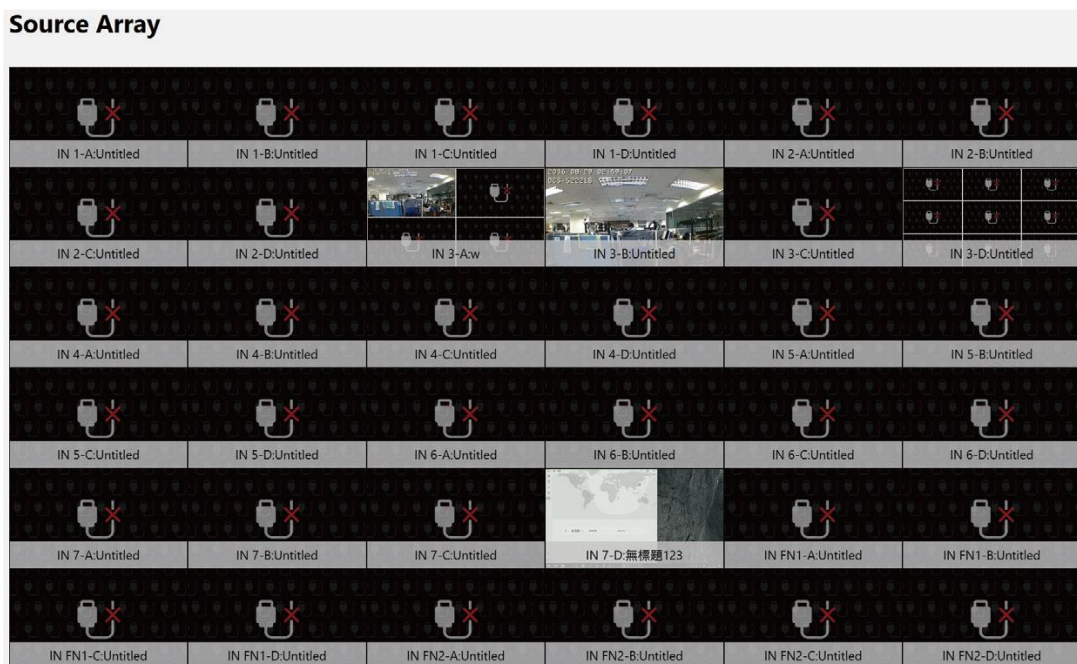 Source Array
IN 1-A:Untitled
IN 1-B:Untitled
IN 1-C:Untitled
IN 1-D:Untitled
IN 2-A:Untitled
IN 2-B:Untitled
IN 2-C:Untitled
IN 2-D:Untitled
IN 3-A:w
2016-08-29 02:59:07
IN 3-B:Untitled
IN 3-C:Untitled
IN 3-D:Untitled
IN 4-A:Untitled
IN 4-B:Untitled
IN 4-C:Untitled
IN 4-D:Untitled
IN 5-A:Untitled
IN 5-B:Untitled
IN 5-C:Untitled
IN 5-D:Untitled
IN 6-A:Untitled
IN 6-B:Untitled
IN 6-C:Untitled
IN 6-D:Untitled
IN 7-A:Untitled
IN 7-B:Untitled
IN 7-C:Untitled
IN 7-D:無標題123
IN FN1-A:Untitled
IN FN1-B:Untitled
IN FN1-C:Untitled
IN FN1-D:Untitled
IN FN2-A:Untitled
IN FN2-B:Untitled
IN FN2-C:Untitled
IN FN2-D:Untitled